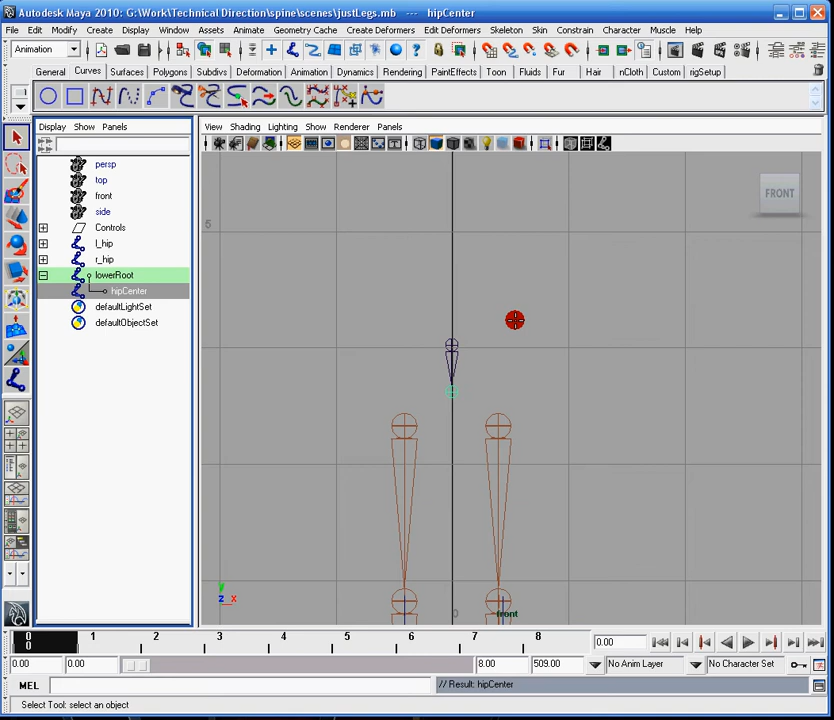 Autodesk Maya 2010: G:\Work\Technical Direction\spine\scenes\justLegs.mb --- hipCenter
File Edit Modify Create Display Window Assets Animate Geometry Cache Create Deformers Edit Deformers Skeleton Skin Constrain Character Muscle Help
Animation
General Curves Surfaces Polygons Subdivs Deformation Animation Dynamics Rendering PaintEffects Toon Fluids Fur Hair nCloth Custom rigSetup
Display Show Panels
View Shading Lighting Show Renderer Panels
persp
top
front
side
Controls
l_hip
r_hip
lowerRoot
hipCenter
defaultLightSet
defaultObjectSet
FRONT
5
z x
0
front
0
0
1 2 3 4 5 6 7 8
0.00
0.00 0.00 8.00 509.00 No Anim Layer No Character Set
MEL // Result: hipCenter
Select Tool: select an object